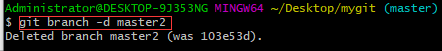 Administrator@DESKTOP-9J353NG MINGW64 ~/Desktop/mygit (master)
$ git branch -d master2
Deleted branch master2 (was 103e53d).